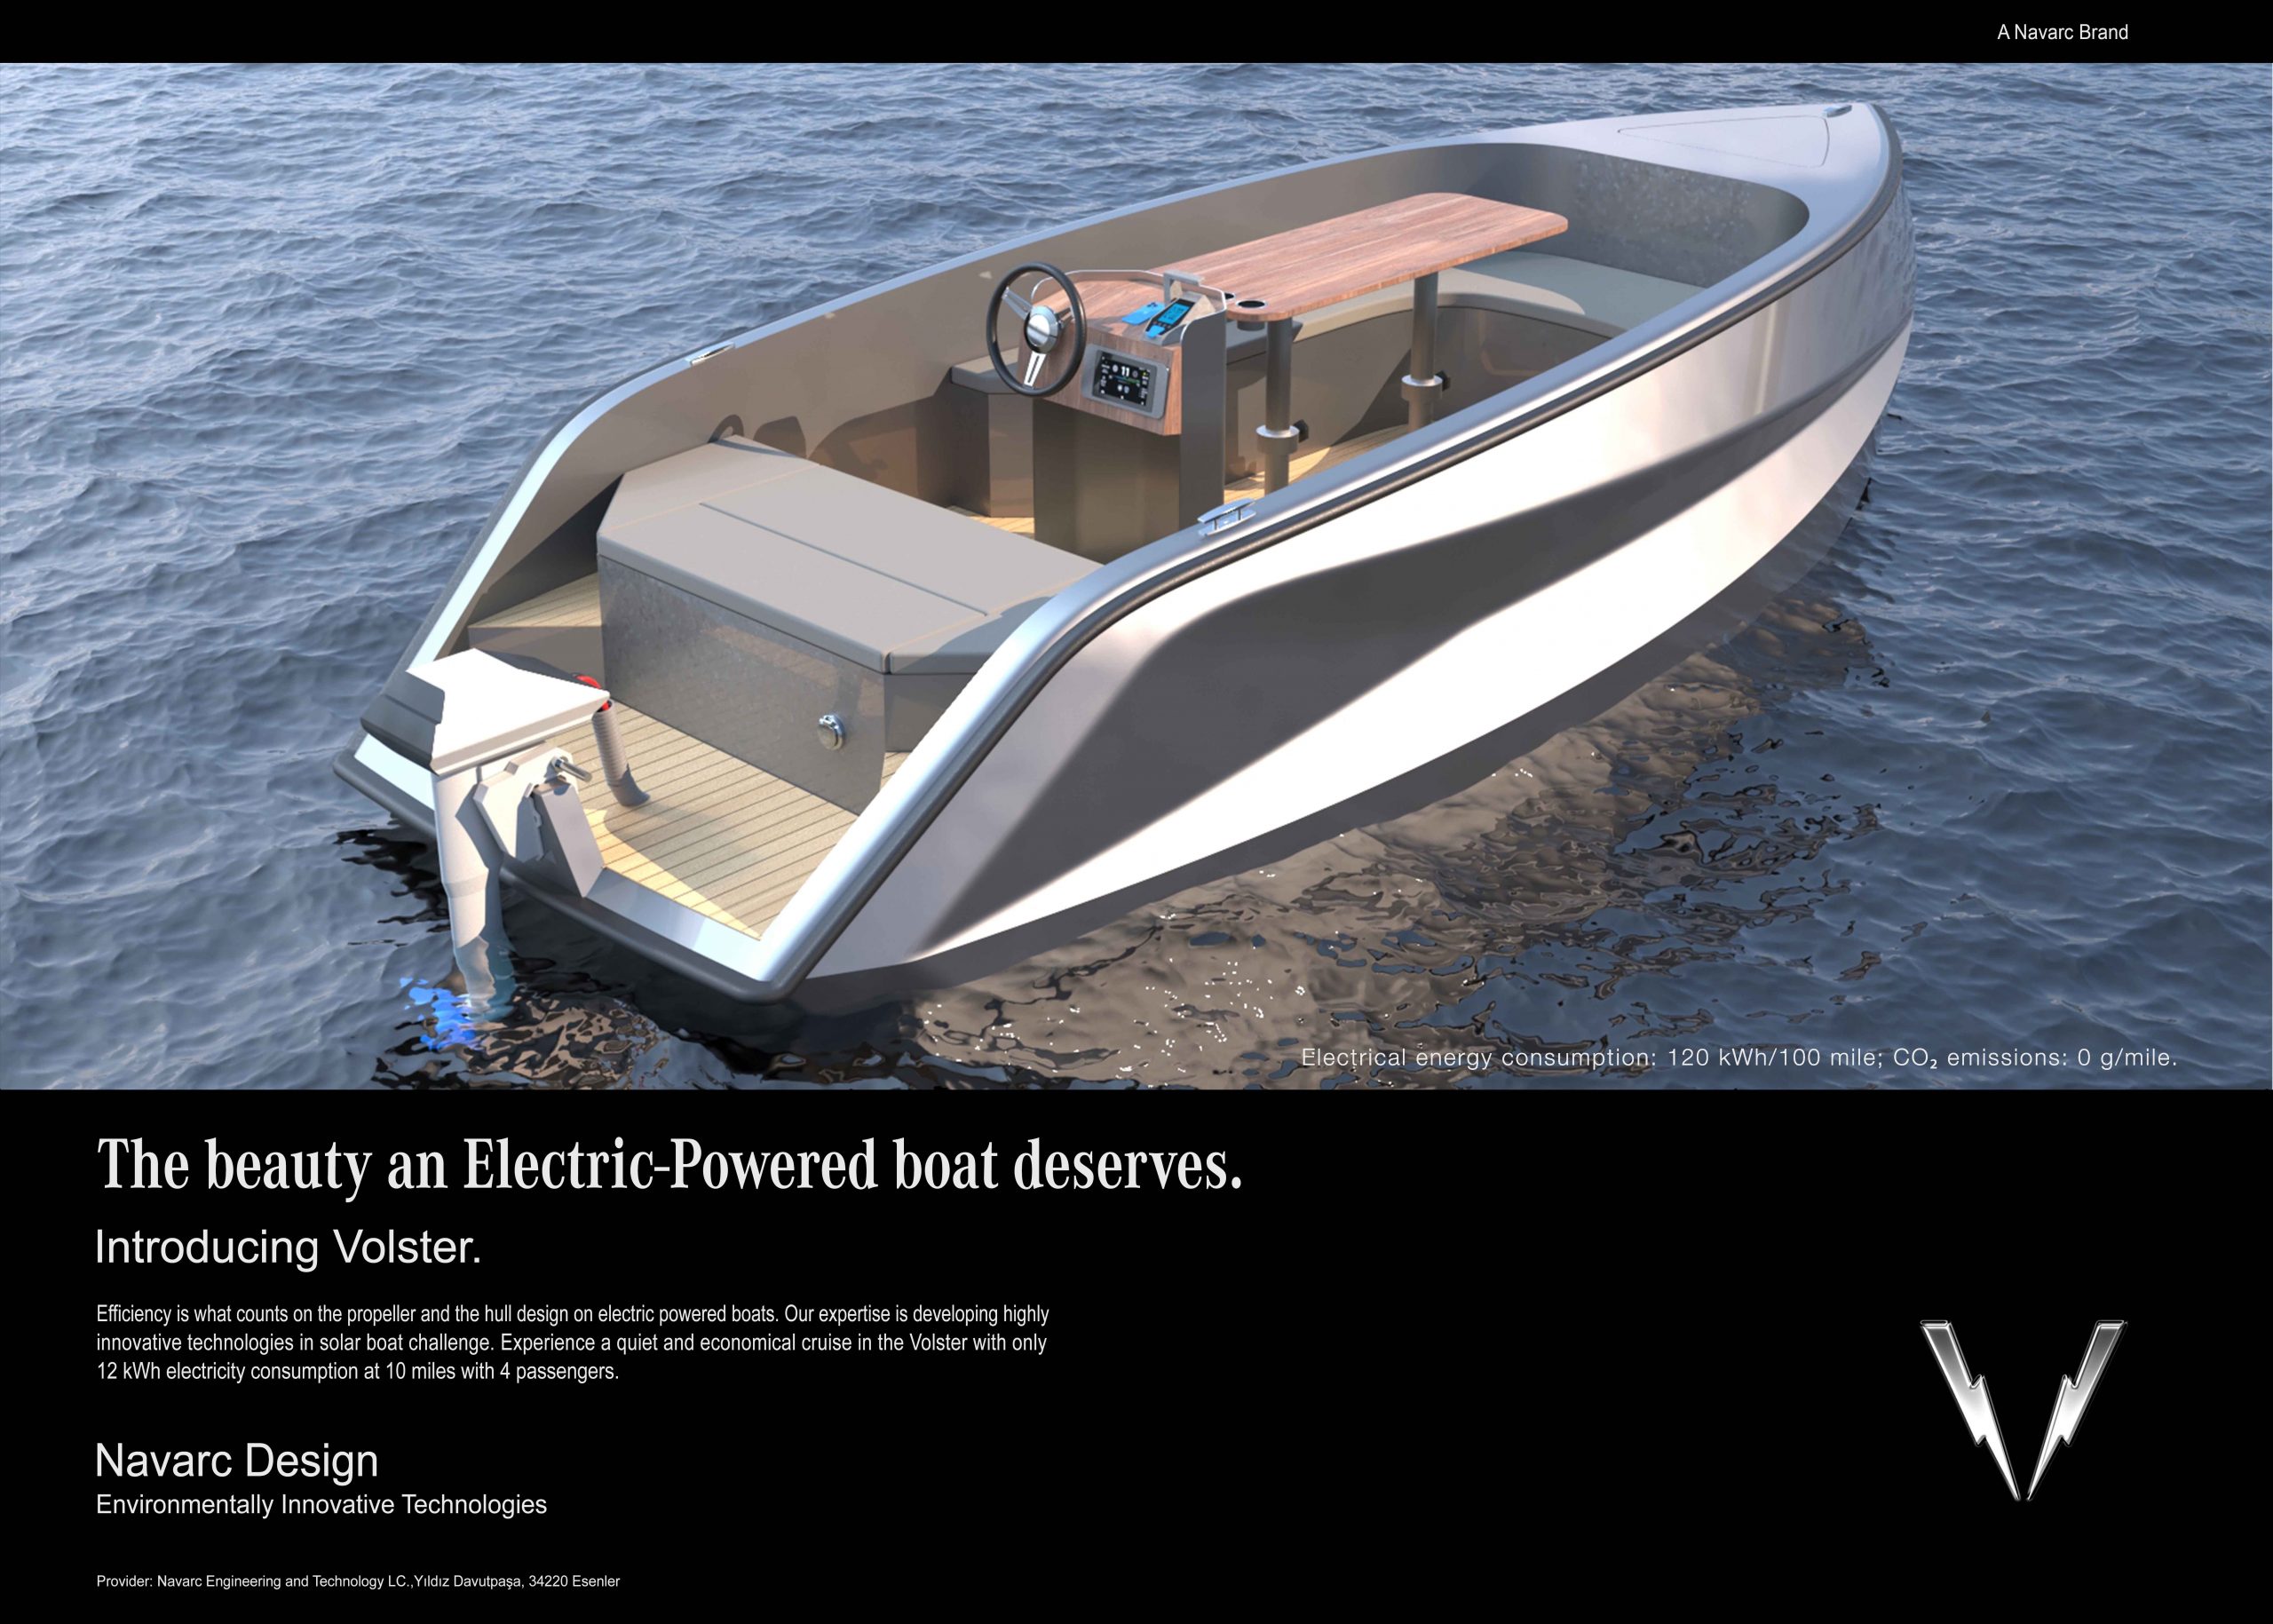 A Navarc Brand
11
Electrical energy consumption: 120 kWh/100 mile; CO₂ emissions: 0 g/mile.
The beauty an Electric-Powered boat deserves.
Introducing Volster.
Efficiency is what counts on the propeller and the hull design on electric powered boats. Our expertise is developing highly
innovative technologies in solar boat challenge. Experience a quiet and economical cruise in the Volster with only
12 kWh electricity consumption at 10 miles with 4 passengers.
Navarc Design
Environmentally Innovative Technologies
Provider: Navarc Engineering and Technology LC.,Yıldız Davutpaşa, 34220 Esenler